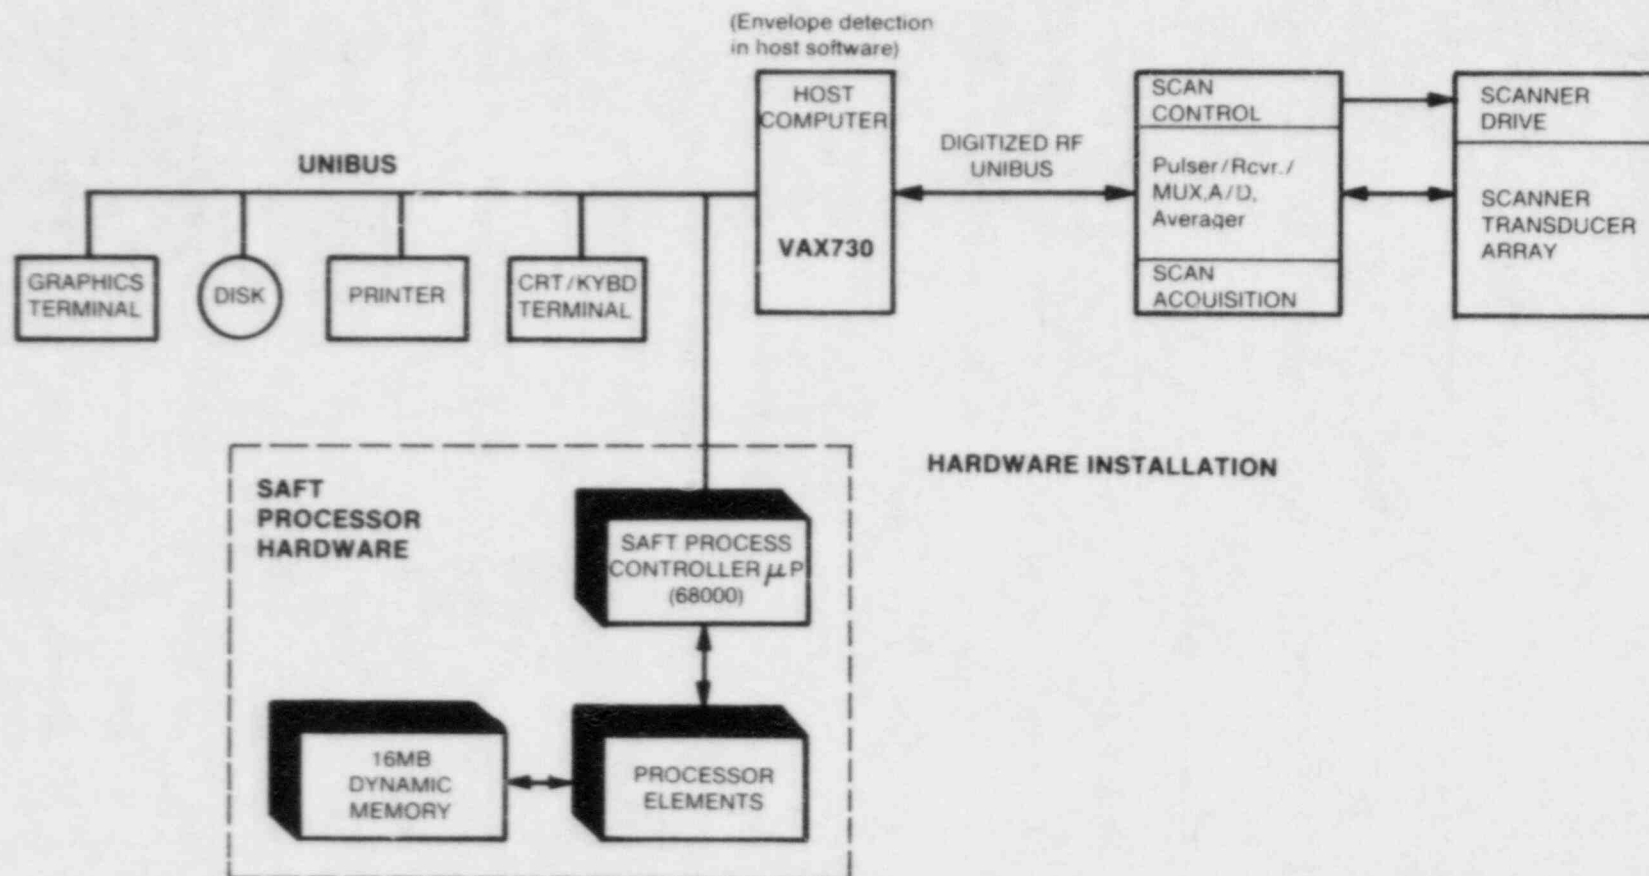 (Envelope detection
in host software)
HOST
COMPUTER
VAX730
UNIBUS
GRAPHICS
TERMINAL
DISK
PRINTER
CRT/KYBD
TERMINAL
DIGITIZED RF
UNIBUS
SCAN
CONTROL
Pulser/Rcvr./
MUX,A/D,
Averager
SCAN
ACQUISITION
SCANNER
DRIVE
SCANNER
TRANSDUCER
ARRAY
HARDWARE INSTALLATION
SAFT
PROCESSOR
HARDWARE
SAFT PROCESS
CONTROLLER μP
(68000)
16MB
DYNAMIC
MEMORY
PROCESSOR
ELEMENTS